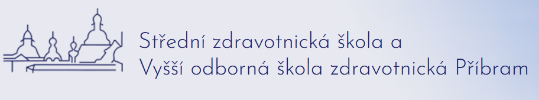 Střední zdravotnická škola a
Vyšší odborná škola zdravotnická Příbram